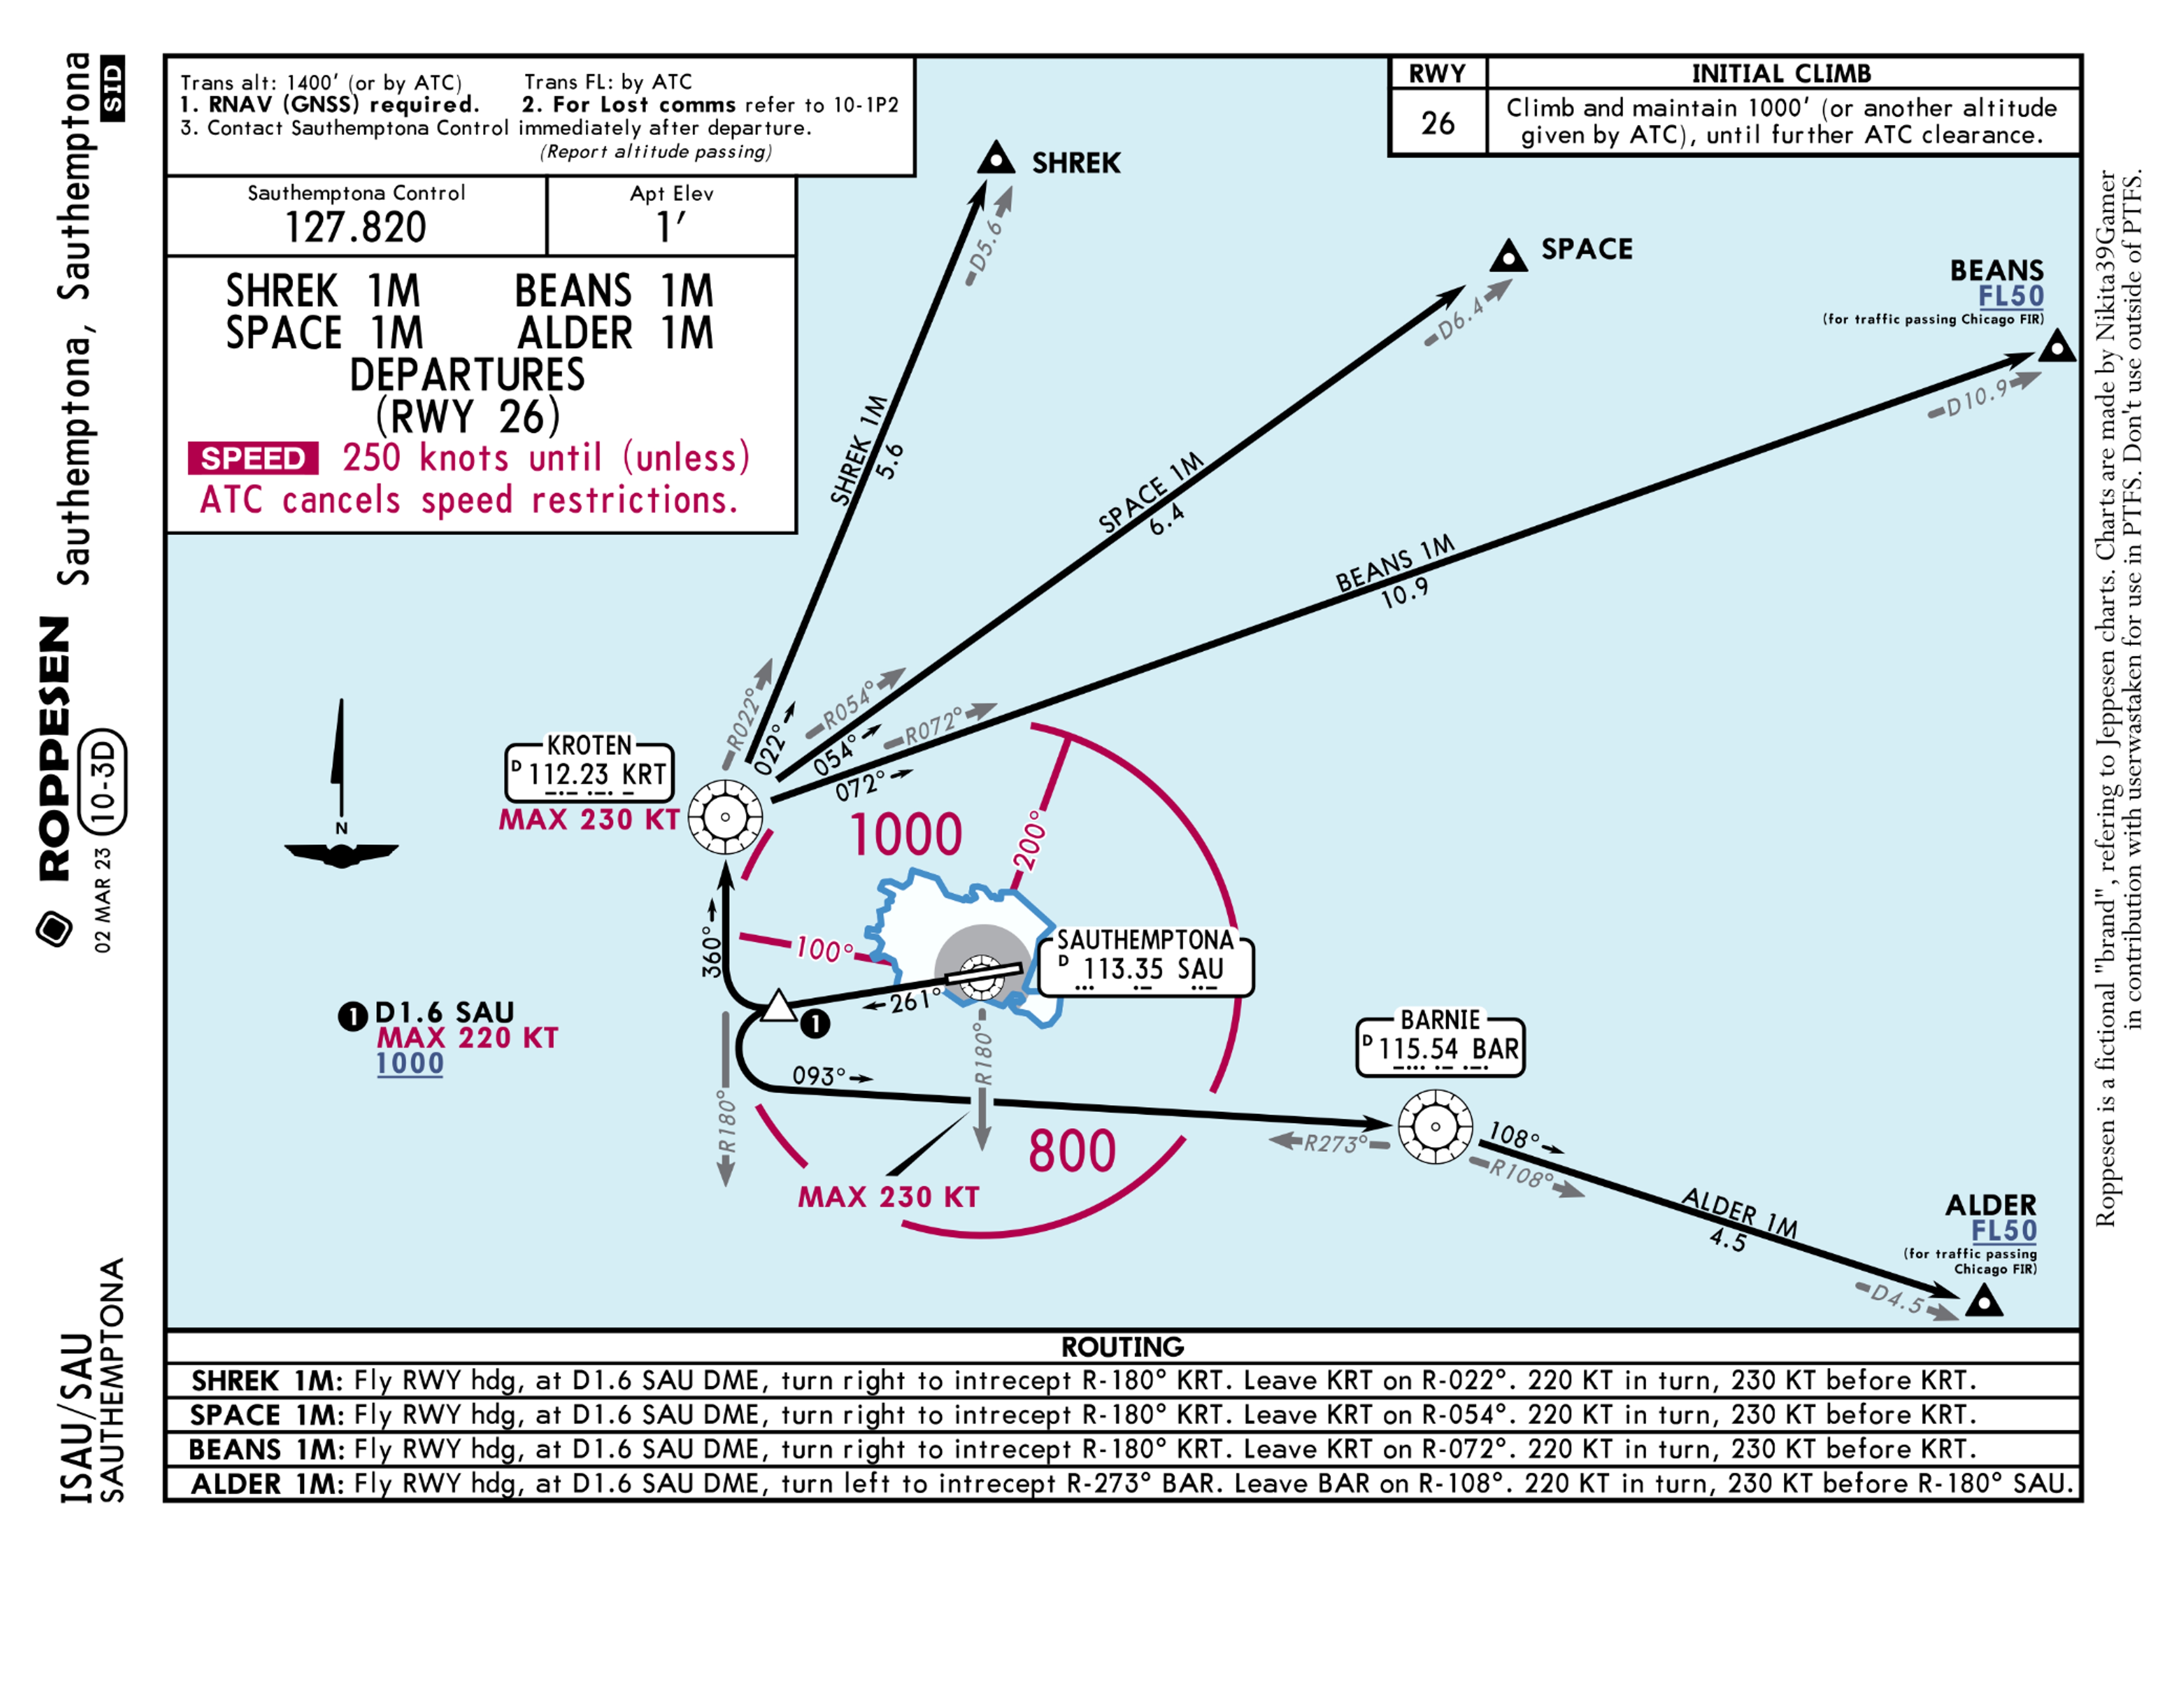 Sauthemptona, Sauthemptona SID
ROPPESEN
02 MAR 23 10-3D
ISAU/SAU
SAUTHEMPTONA
Trans alt: 1400' (or by ATC) Trans FL: by ATC
1. RNAV (GNSS) required. 2. For Lost comms refer to 10-1P2
3. Contact Sauthemptona Control immediately after departure.
(Report altitude passing)
Sauthemptona Control
127.820
Apt Elev
1'
SHREK 1M BEANS 1M
SPACE 1M ALDER 1M
DEPARTURES
(RWY 26)
SPEED 250 knots until (unless)
ATC cancels speed restrictions.
RWY INITIAL CLIMB
26 Climb and maintain 1000' (or another altitude
given by ATC), until further ATC clearance.
SHREK
D5.6
SPACE
D6.4
BEANS
FL50
(for traffic passing Chicago FIR)
D10.9
SHREK 1M
5.6
SPACE 1M
6.4
BEANS 1M
10.9
R022°
022°
R054°
054°
R072°
072°
KROTEN
D 112.23 KRT
MAX 230 KT
N
1000
200°
100°
360°
SAUTHEMPTONA
D 113.35 SAU
261°
1
1 D1.6 SAU
MAX 220 KT
1000
R180°
R180°
093°
800
MAX 230 KT
BARNIE
D 115.54 BAR
R273°
108°
R108°
ALDER 1M
4.5
D4.5
ALDER
FL50
(for traffic passing
Chicago FIR)
ROUTING
SHREK 1M: Fly RWY hdg, at D1.6 SAU DME, turn right to intrecept R-180° KRT. Leave KRT on R-022°. 220 KT in turn, 230 KT before KRT.
SPACE 1M: Fly RWY hdg, at D1.6 SAU DME, turn right to intrecept R-180° KRT. Leave KRT on R-054°. 220 KT in turn, 230 KT before KRT.
BEANS 1M: Fly RWY hdg, at D1.6 SAU DME, turn right to intrecept R-180° KRT. Leave KRT on R-072°. 220 KT in turn, 230 KT before KRT.
ALDER 1M: Fly RWY hdg, at D1.6 SAU DME, turn left to intrecept R-273° BAR. Leave BAR on R-108°. 220 KT in turn, 230 KT before R-180° SAU.
Roppesen is a fictional "brand", refering to Jeppesen charts. Charts are made by Nikita39Gamer
in contribution with userwastaken for use in PTFS. Don't use outside of PTFS.